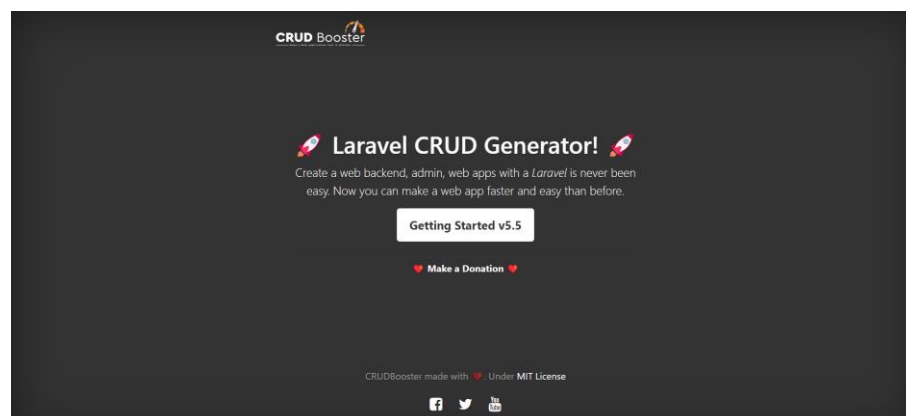 CRUD Booster
🚀 Laravel CRUD Generator! 🚀
Create a web backend, admin, web apps with a Laravel is never been
easy. Now you can make a web app faster and easy than before.
Getting Started v5.5
❤ Make a Donation ❤
CRUDBooster made with ❤. Under MIT License
You
Tube